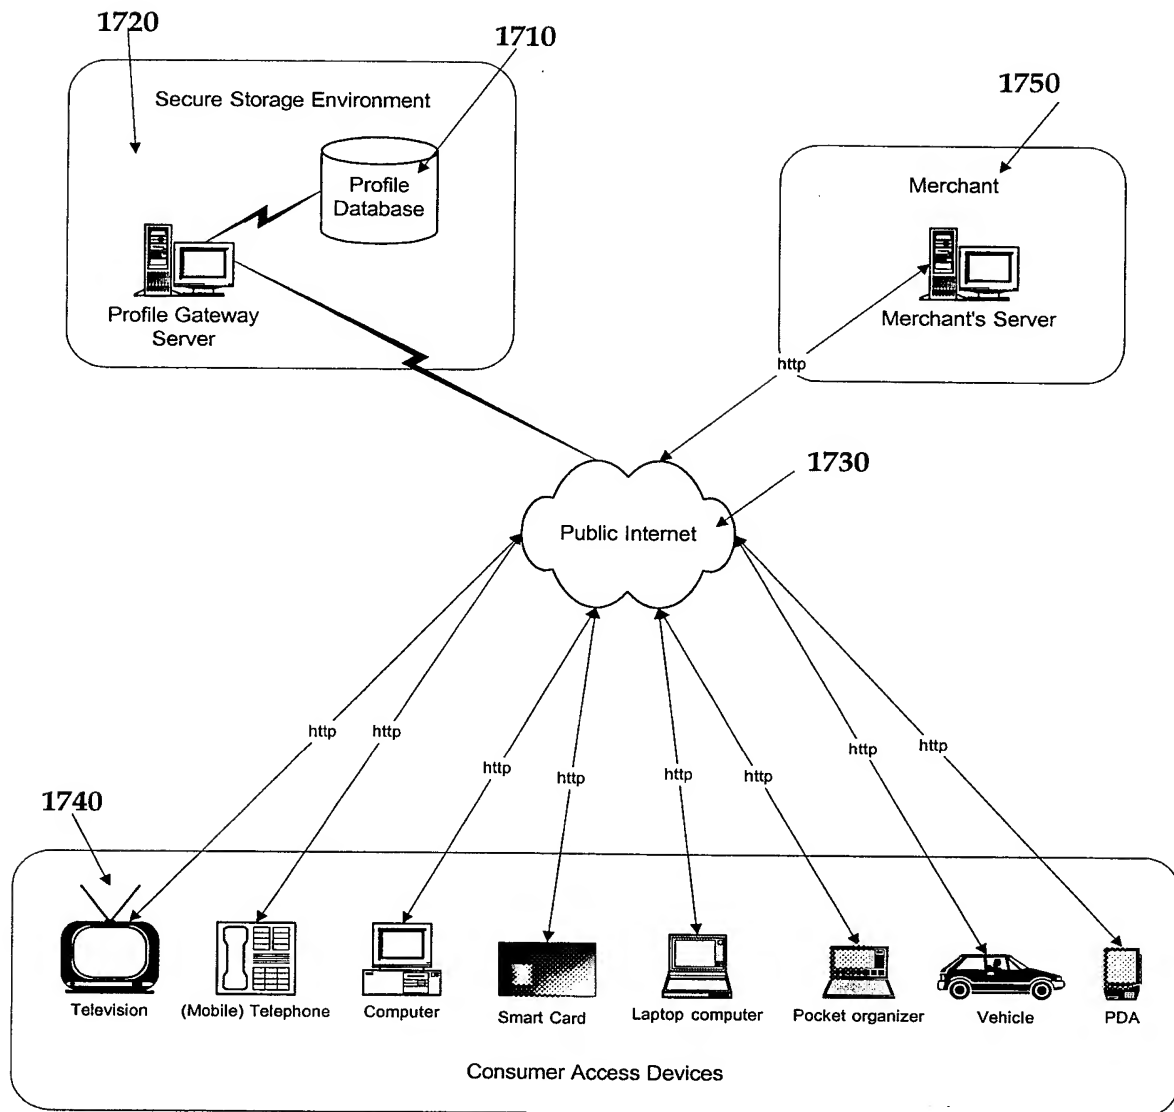 1720
1710
Secure Storage Environment
Profile
Database
Profile Gateway
Server
1750
Merchant
Merchant's Server
http
1730
Public Internet
http
http
http
http
http
http
http
http
1740
Television
(Mobile) Telephone
Computer
Smart Card
Laptop computer
Pocket organizer
Vehicle
PDA
Consumer Access Devices